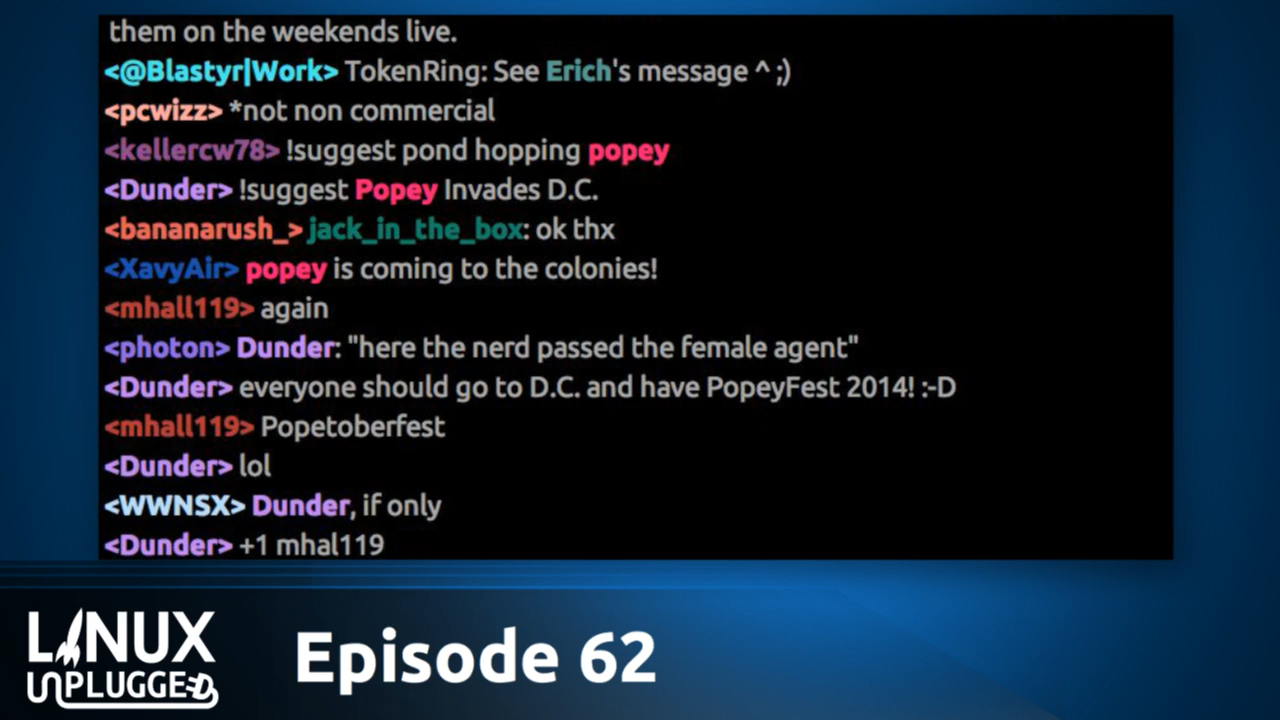 them on the weekends live.
<@Blastyr|Work> TokenRing: See Erich's message ^ ;)
<pcwizz> *not non commercial
<kellercw78> !suggest pond hopping popey
<Dunder> !suggest Popey Invades D.C.
<bananarush_> jack_in_the_box: ok thx
<XavyAir> popey is coming to the colonies!
<mhall119> again
<photon> Dunder: "here the nerd passed the female agent"
<Dunder> everyone should go to D.C. and have PopeyFest 2014! :-D
<mhall119> Popetoberfest
<Dunder> lol
<WWNSX> Dunder, if only
<Dunder> +1 mhal119
LINUX
UNPLUGGED
Episode 62